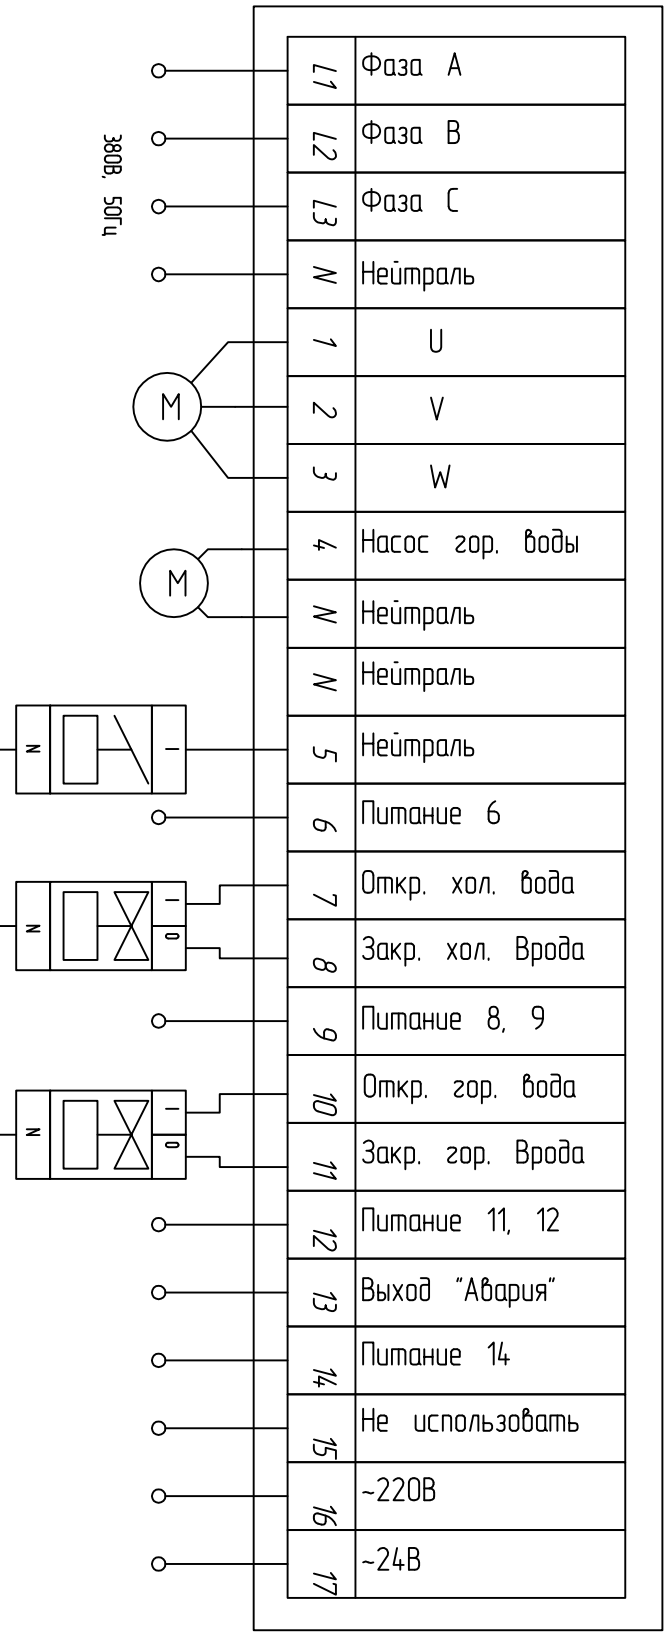 380В, 50Гц
L1 Фаза А
L2 Фаза В
L3 Фаза С
N Нейтраль
1 U
2 V
3 W
M
4 Насос гор. воды
N Нейтраль
M
N Нейтраль
5 Нейтраль
N I
6 Питание 6
7 Откр. хол. вода
8 Закр. хол. Врода
N I O
9 Питание 8, 9
10 Откр. гор. вода
11 Закр. гор. Врода
N I O
12 Питание 11, 12
13 Выход "Авария"
14 Питание 14
15 Не использовать
16 ~220В
17 ~24В